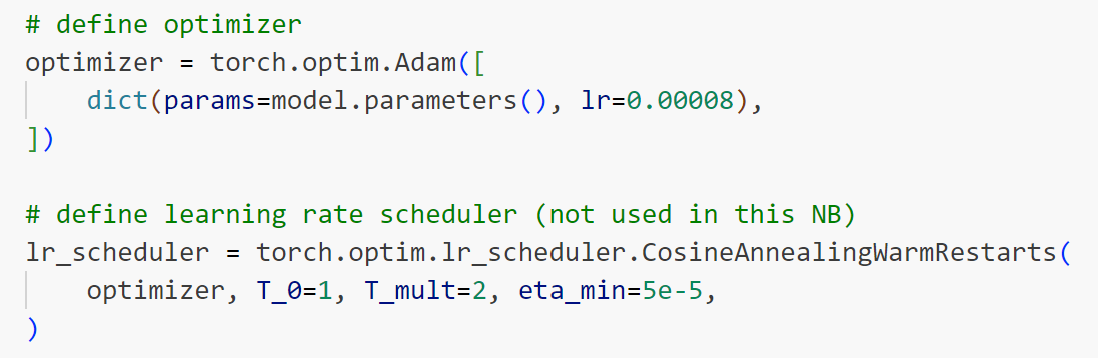 # define optimizer
optimizer = torch.optim.Adam([
    dict(params=model.parameters(), lr=0.00008),
])

# define learning rate scheduler (not used in this NB)
lr_scheduler = torch.optim.lr_scheduler.CosineAnnealingWarmRestarts(
    optimizer, T_0=1, T_mult=2, eta_min=5e-5,
)